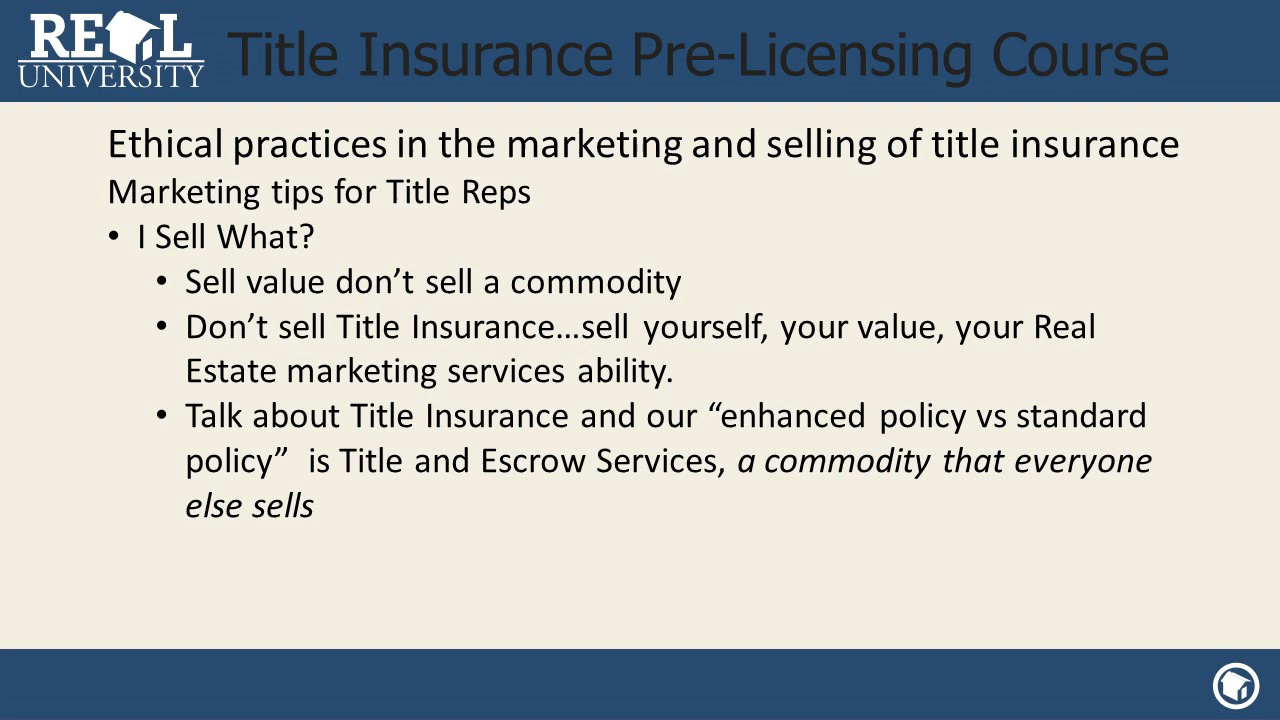 REAL
UNIVERSITY
Title Insurance Pre-Licensing Course
Ethical practices in the marketing and selling of title insurance
Marketing tips for Title Reps
• I Sell What?
• Sell value don’t sell a commodity
• Don’t sell Title Insurance…sell yourself, your value, your Real
Estate marketing services ability.
• Talk about Title Insurance and our “enhanced policy vs standard
policy” is Title and Escrow Services, a commodity that everyone
else sells